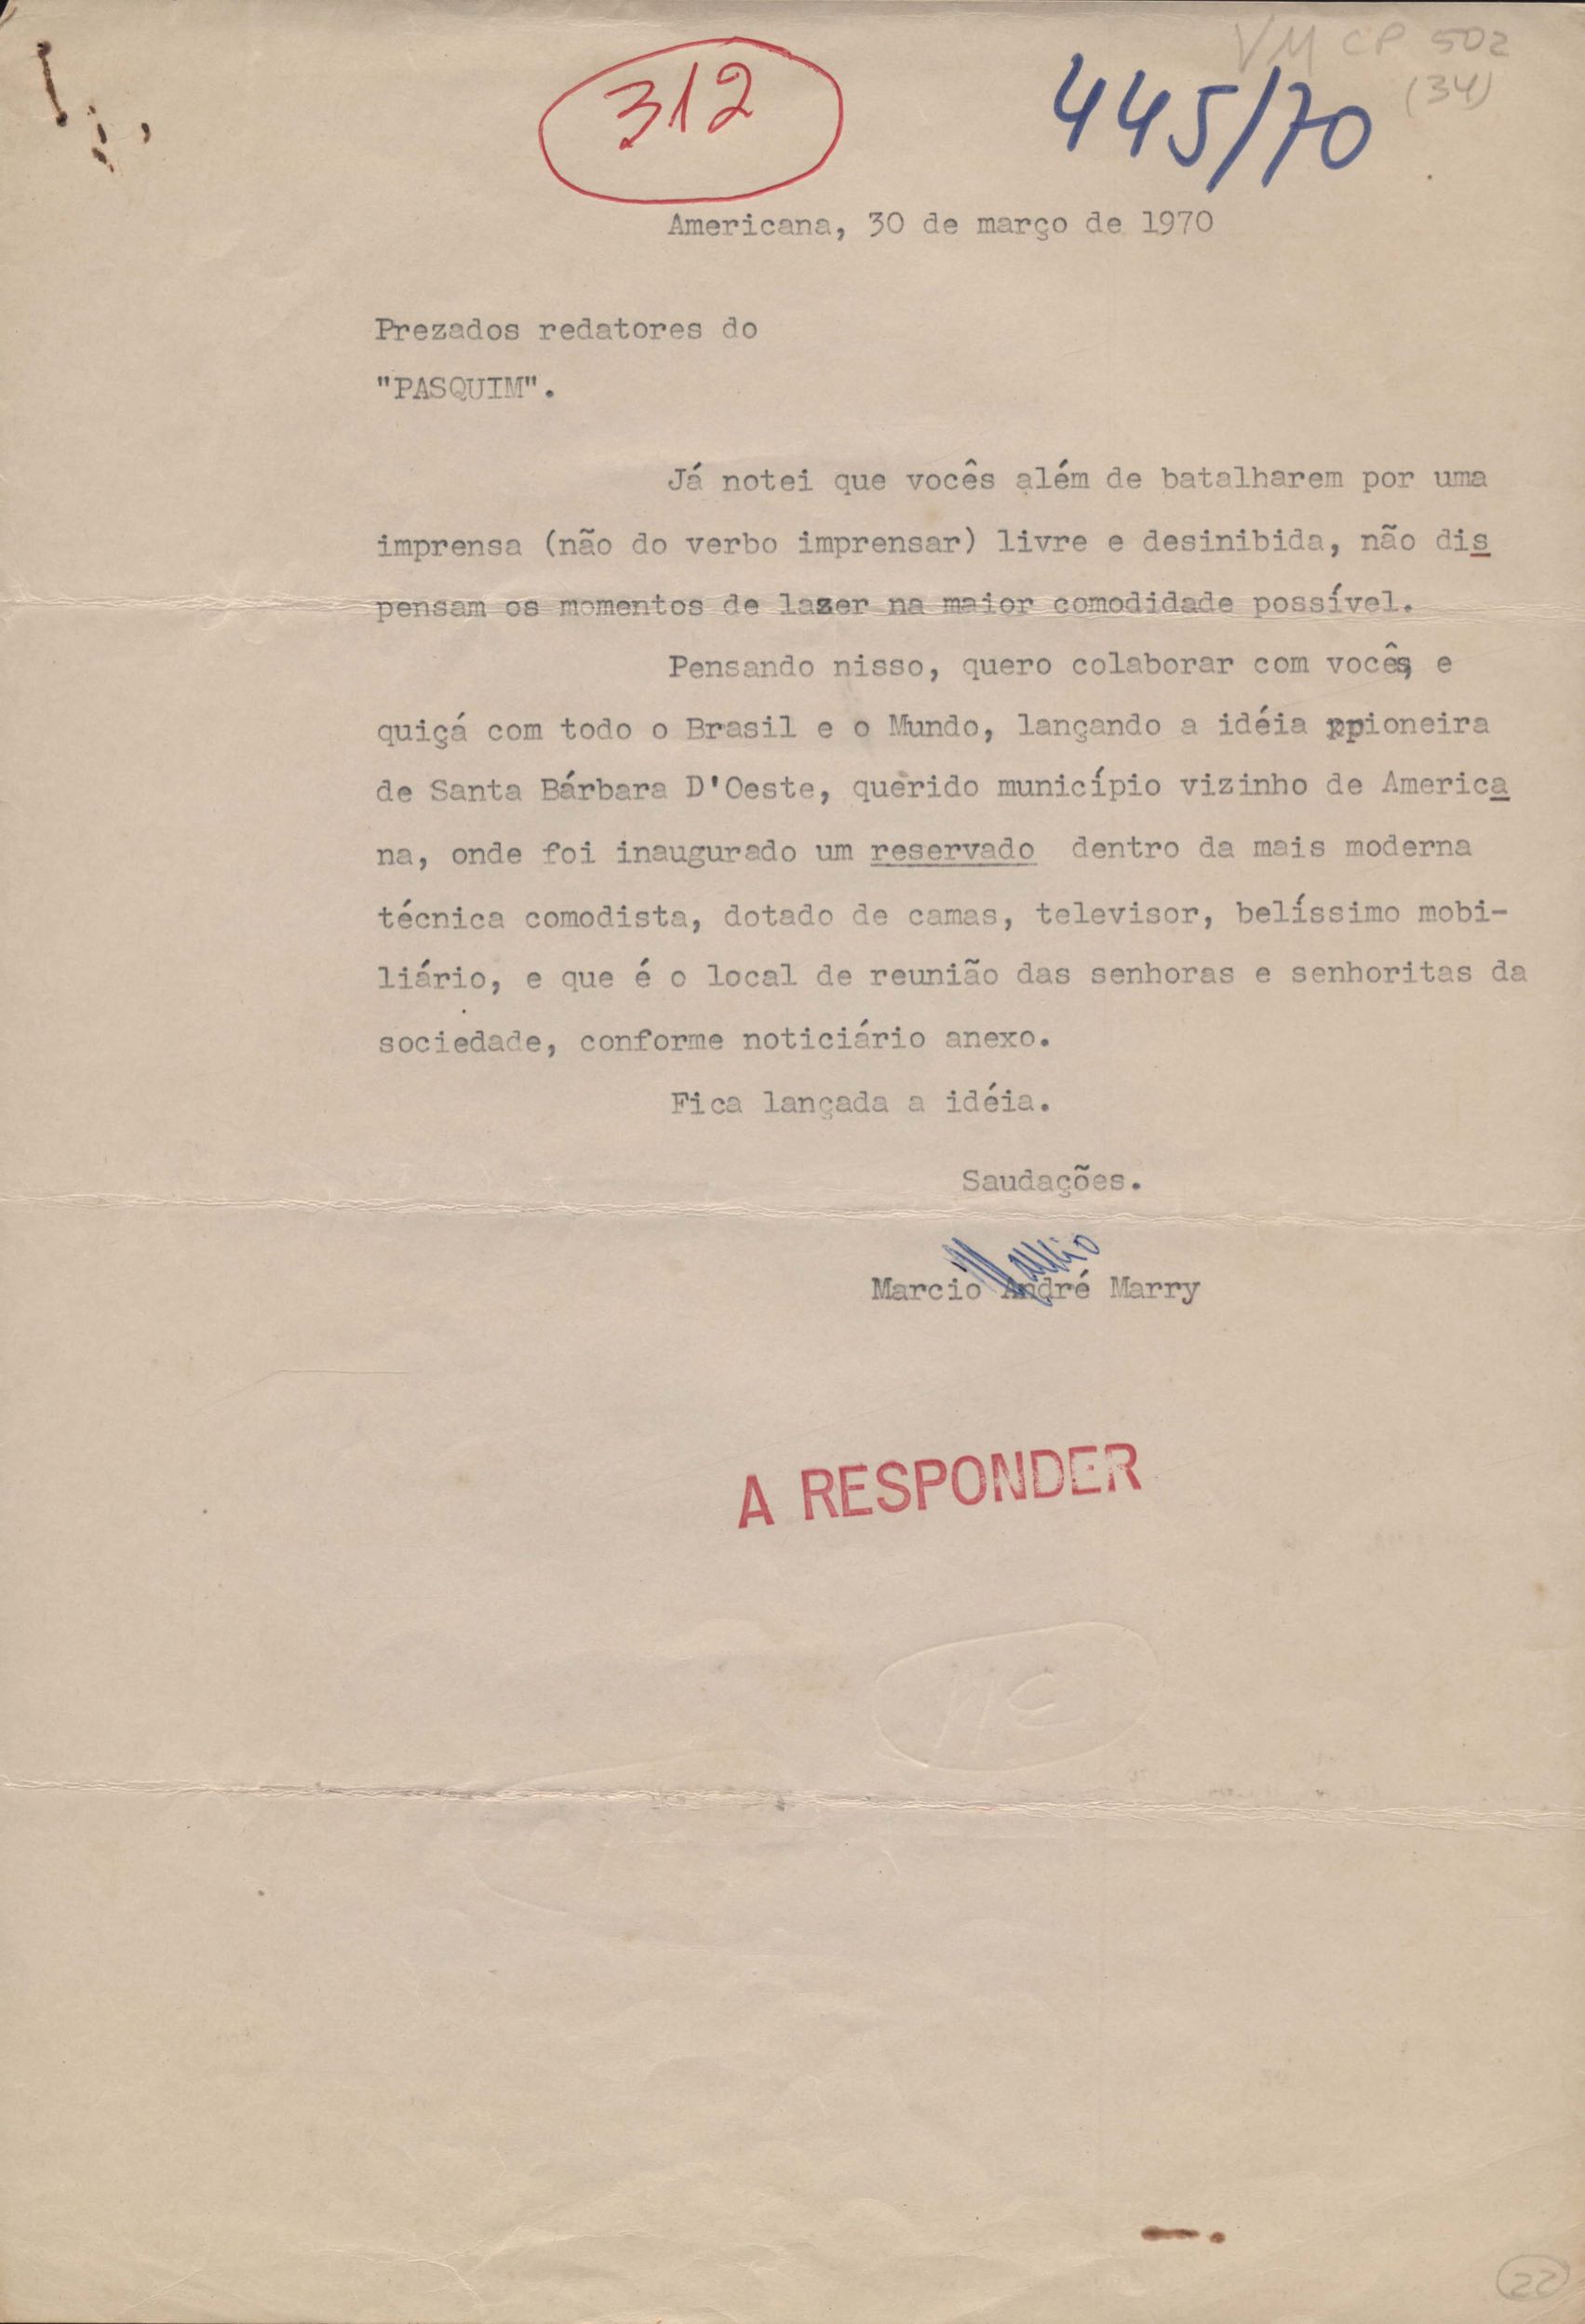 VM CP 502
(34)
312
445/70
Americana, 30 de março de 1970
Prezados redatores do
"PASQUIM".
Já notei que vocês além de batalharem por uma
imprensa (não do verbo imprensar) livre e desinibida, não dis
pensam os momentos de lazer na maior comodidade possível.
Pensando nisso, quero colaborar com vocês, e
quiçá com todo o Brasil e o Mundo, lançando a idéia ppioneira
de Santa Bárbara D'Oeste, querido município vizinho de America
na, onde foi inaugurado um reservado dentro da mais moderna
técnica comodista, dotado de camas, televisor, belíssimo mobi-
liário, e que é o local de reunião das senhoras e senhoritas da
sociedade, conforme noticiário anexo.
Fica lançada a idéia.
Saudações.
Marcio
Marcio André Marry
A RESPONDER
22